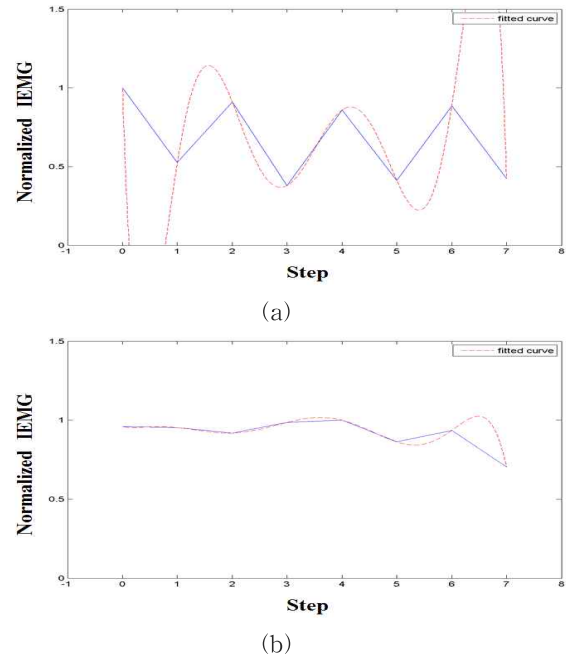 1.5
fitted curve
1
0.5
0
Normalized IEMG
-1 0 1 2 3 4 5 6 7 8
Step
(a)
1.5
fitted curve
1
0.5
0
Normalized IEMG
-1 0 1 2 3 4 5 6 7 8
Step
(b)